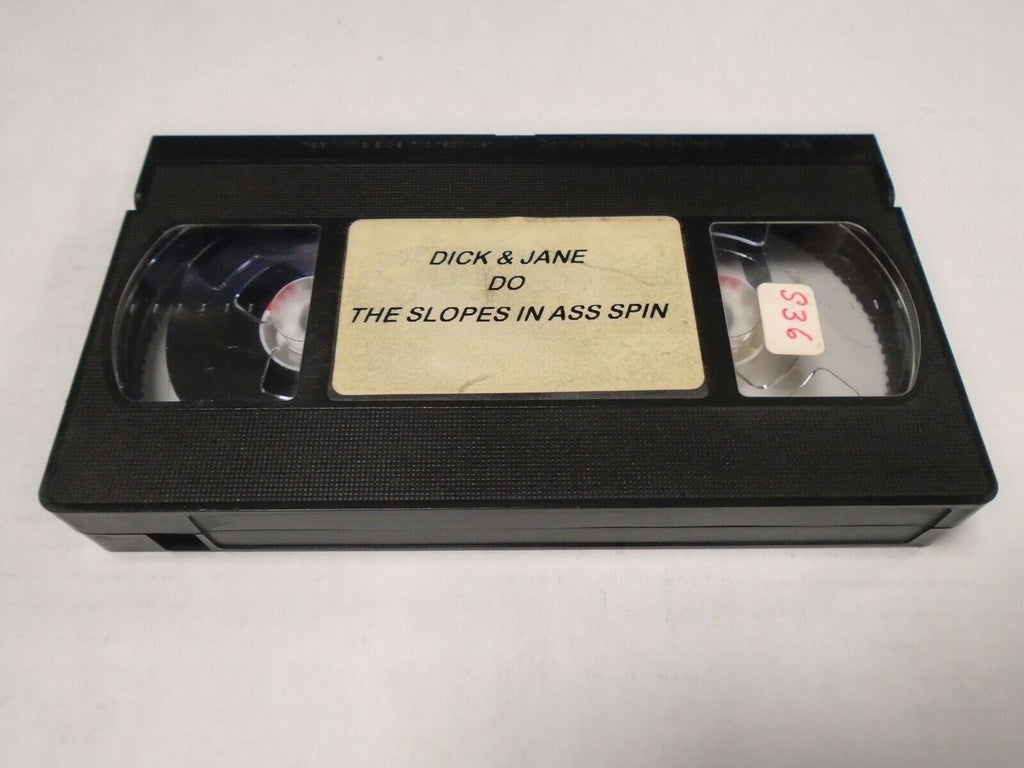 DICK & JANE
DO
THE SLOPES IN ASS SPIN
S36